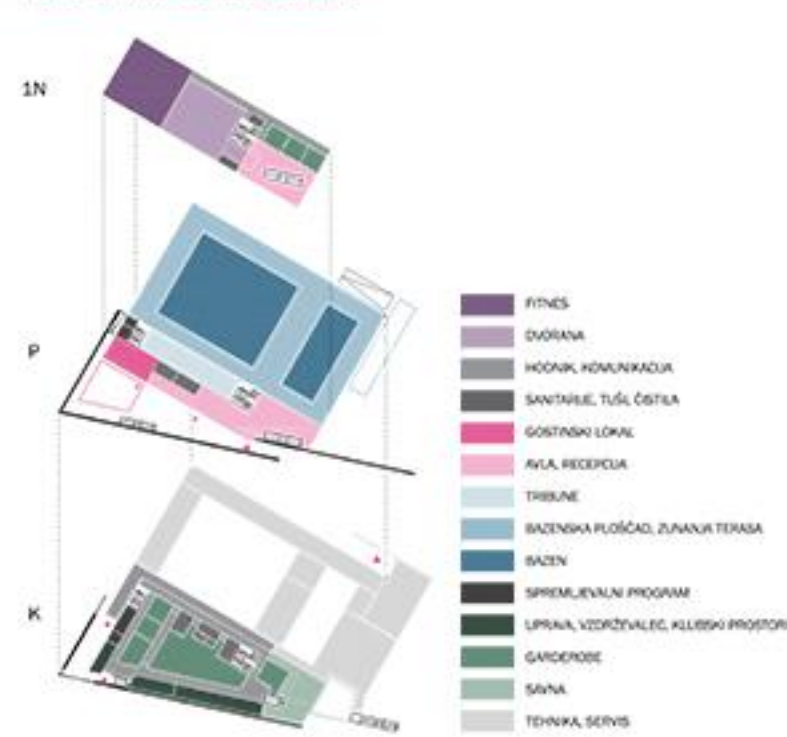 1N
P
K
FITNES
DVORANA
HODNIK, KOMUNIKACIJA
SANITARIJE, TUŠI, ČISTILA
GOSTINSKI LOKAL
AVLA, RECEPCIJA
TRIBUNE
BAZENSKA PLOŠČAD, ZUNANJA TERASA
BAZEN
SPREMLJEVALNI PROGRAM
UPRAVA, VZDRŽEVALEC, KLUBSKI PROSTORI
GARDEROBE
SAVNA
TEHNIKA, SERVIS